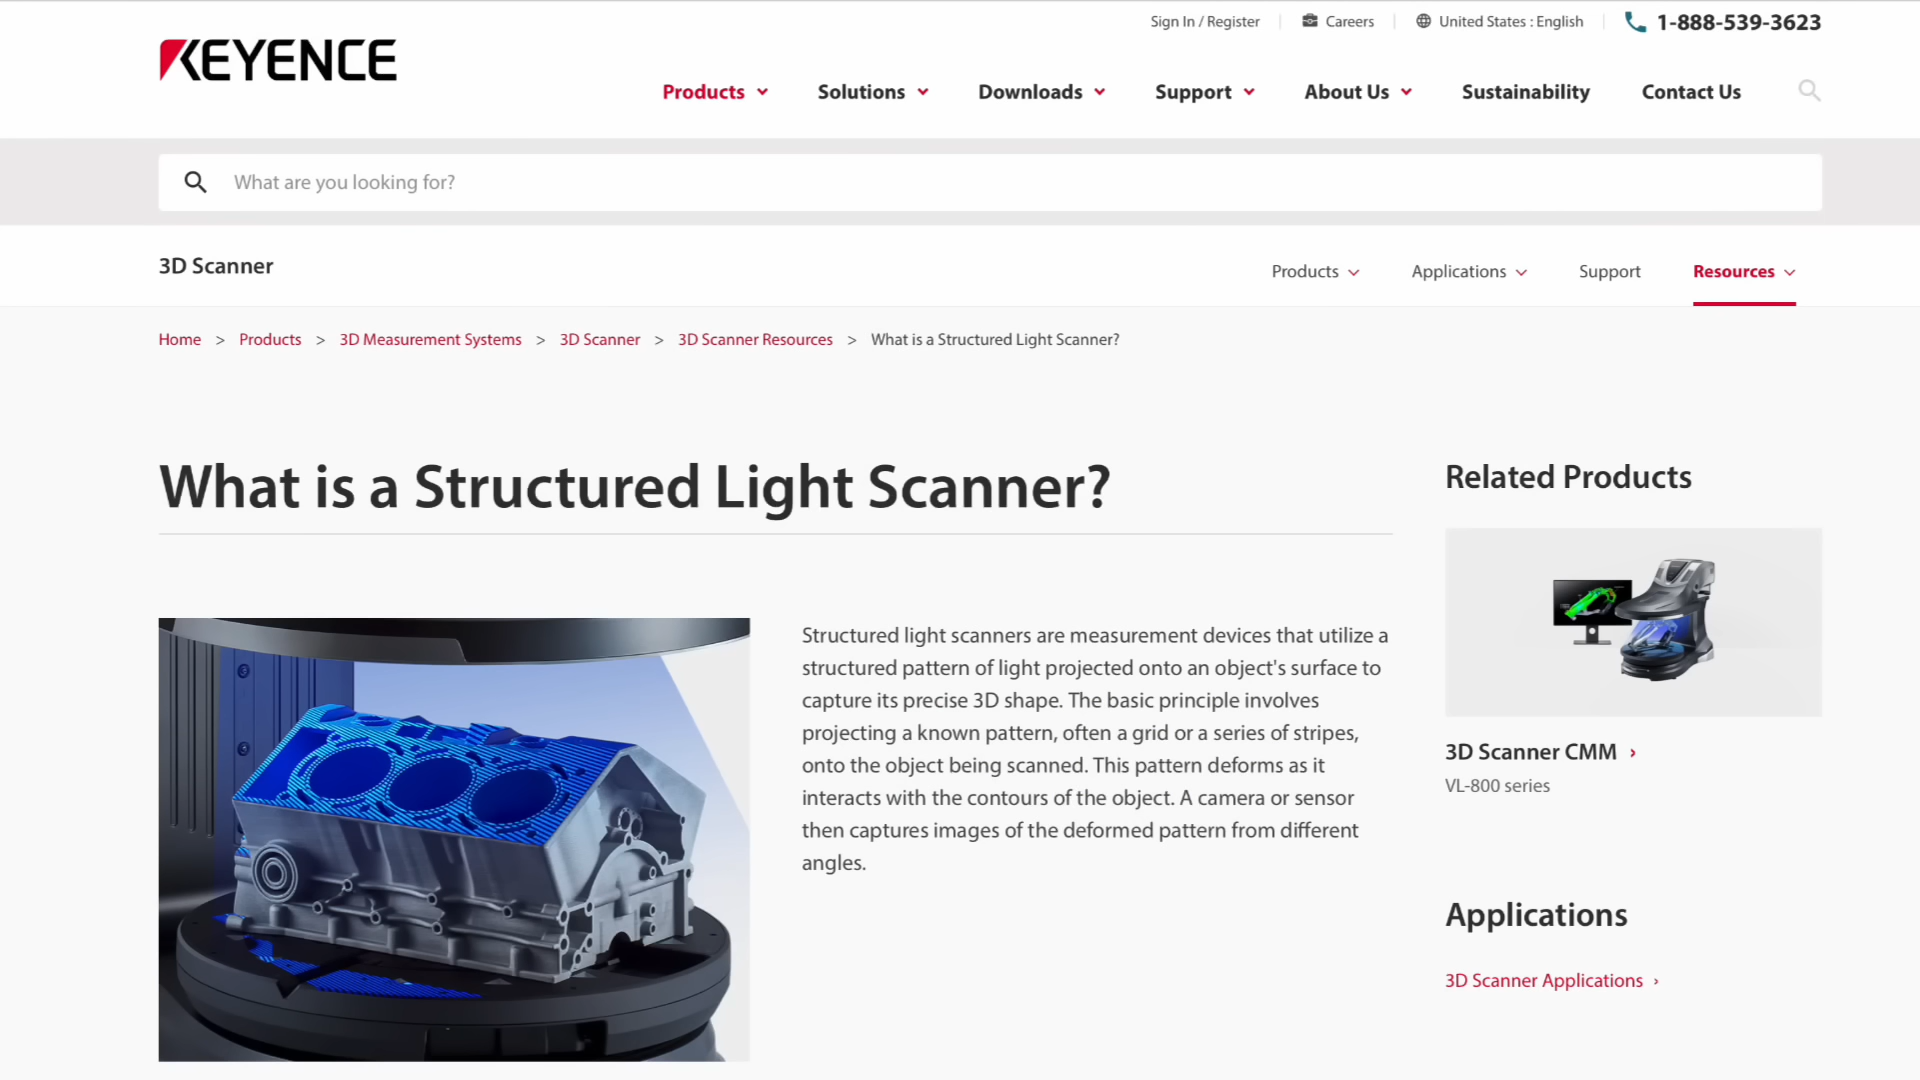 Sign In / Register
Careers
United States : English
1-888-539-3623
KEYENCE
Products
Solutions
Downloads
Support
About Us
Sustainability
Contact Us
What are you looking for?
3D Scanner
Products
Applications
Support
Resources
Home > Products > 3D Measurement Systems > 3D Scanner > 3D Scanner Resources > What is a Structured Light Scanner?
What is a Structured Light Scanner?
Structured light scanners are measurement devices that utilize a
structured pattern of light projected onto an object's surface to
capture its precise 3D shape. The basic principle involves
projecting a known pattern, often a grid or a series of stripes,
onto the object being scanned. This pattern deforms as it
interacts with the contours of the object. A camera or sensor
then captures images of the deformed pattern from different
angles.
Related Products
3D Scanner CMM ›
VL-800 series
Applications
3D Scanner Applications ›